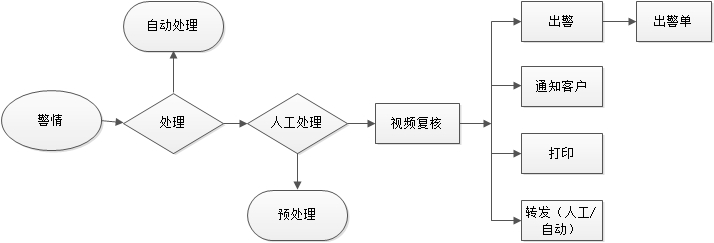 自动处理
出警
出警单
通知客户
警情
处理
人工处理
视频复核
打印
预处理
转发（人工/
自动）